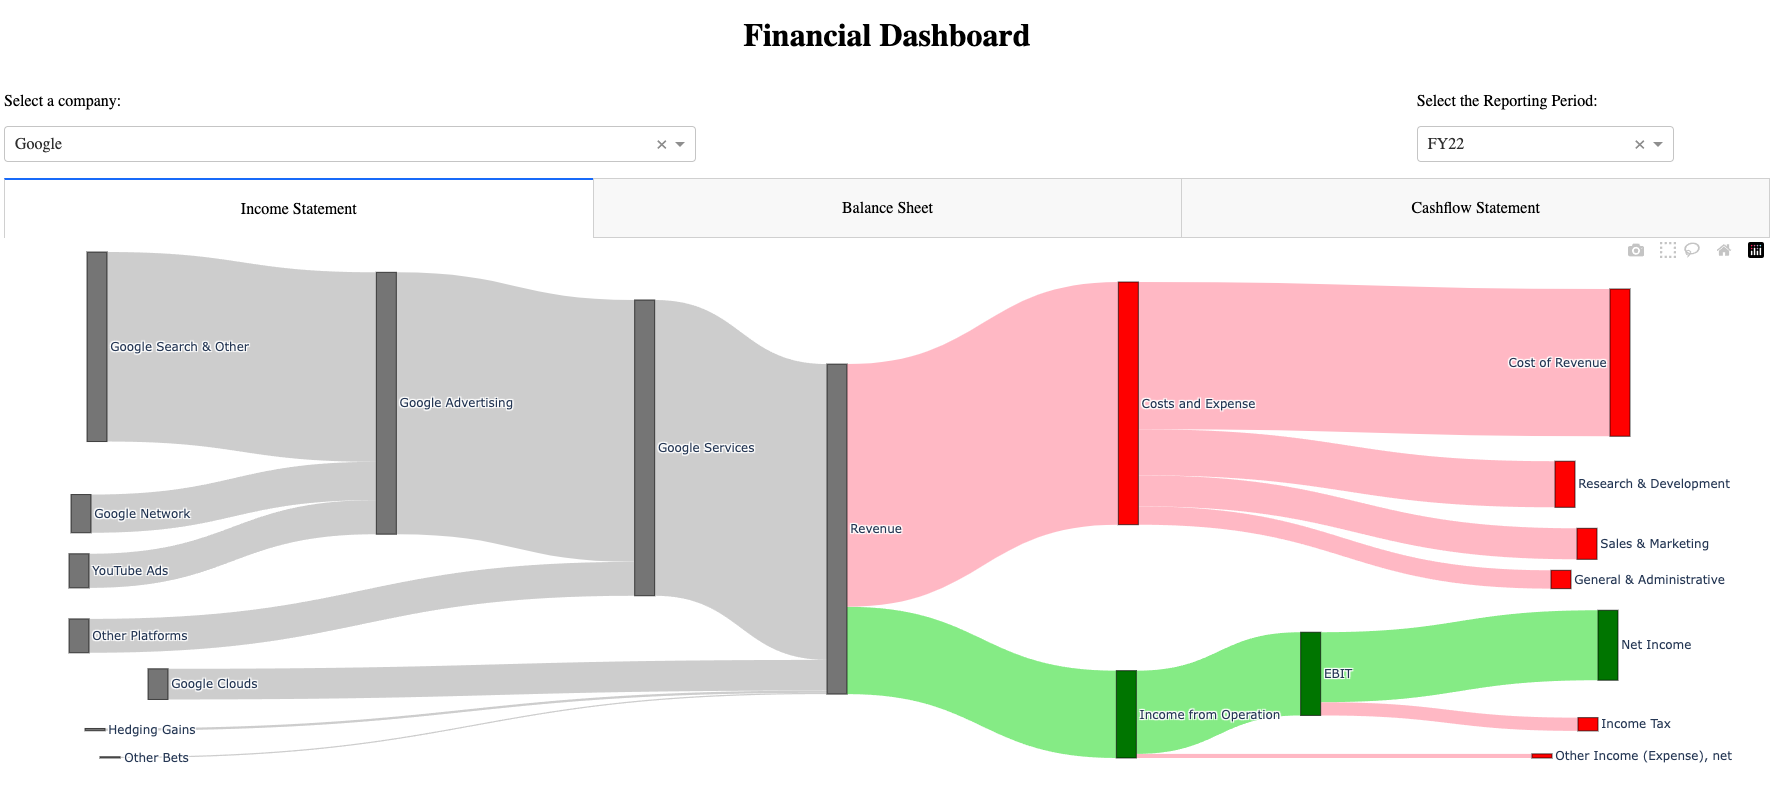 Financial Dashboard
Select a company:
Select the Reporting Period:
Google
FY22
Income Statement
Balance Sheet
Cashflow Statement
Google Search & Other
Google Network
YouTube Ads
Other Platforms
Google Clouds
Hedging Gains
Other Bets
Google Advertising
Google Services
Revenue
Costs and Expense
Income from Operation
EBIT
Cost of Revenue
Research & Development
Sales & Marketing
General & Administrative
Net Income
Income Tax
Other Income (Expense), net